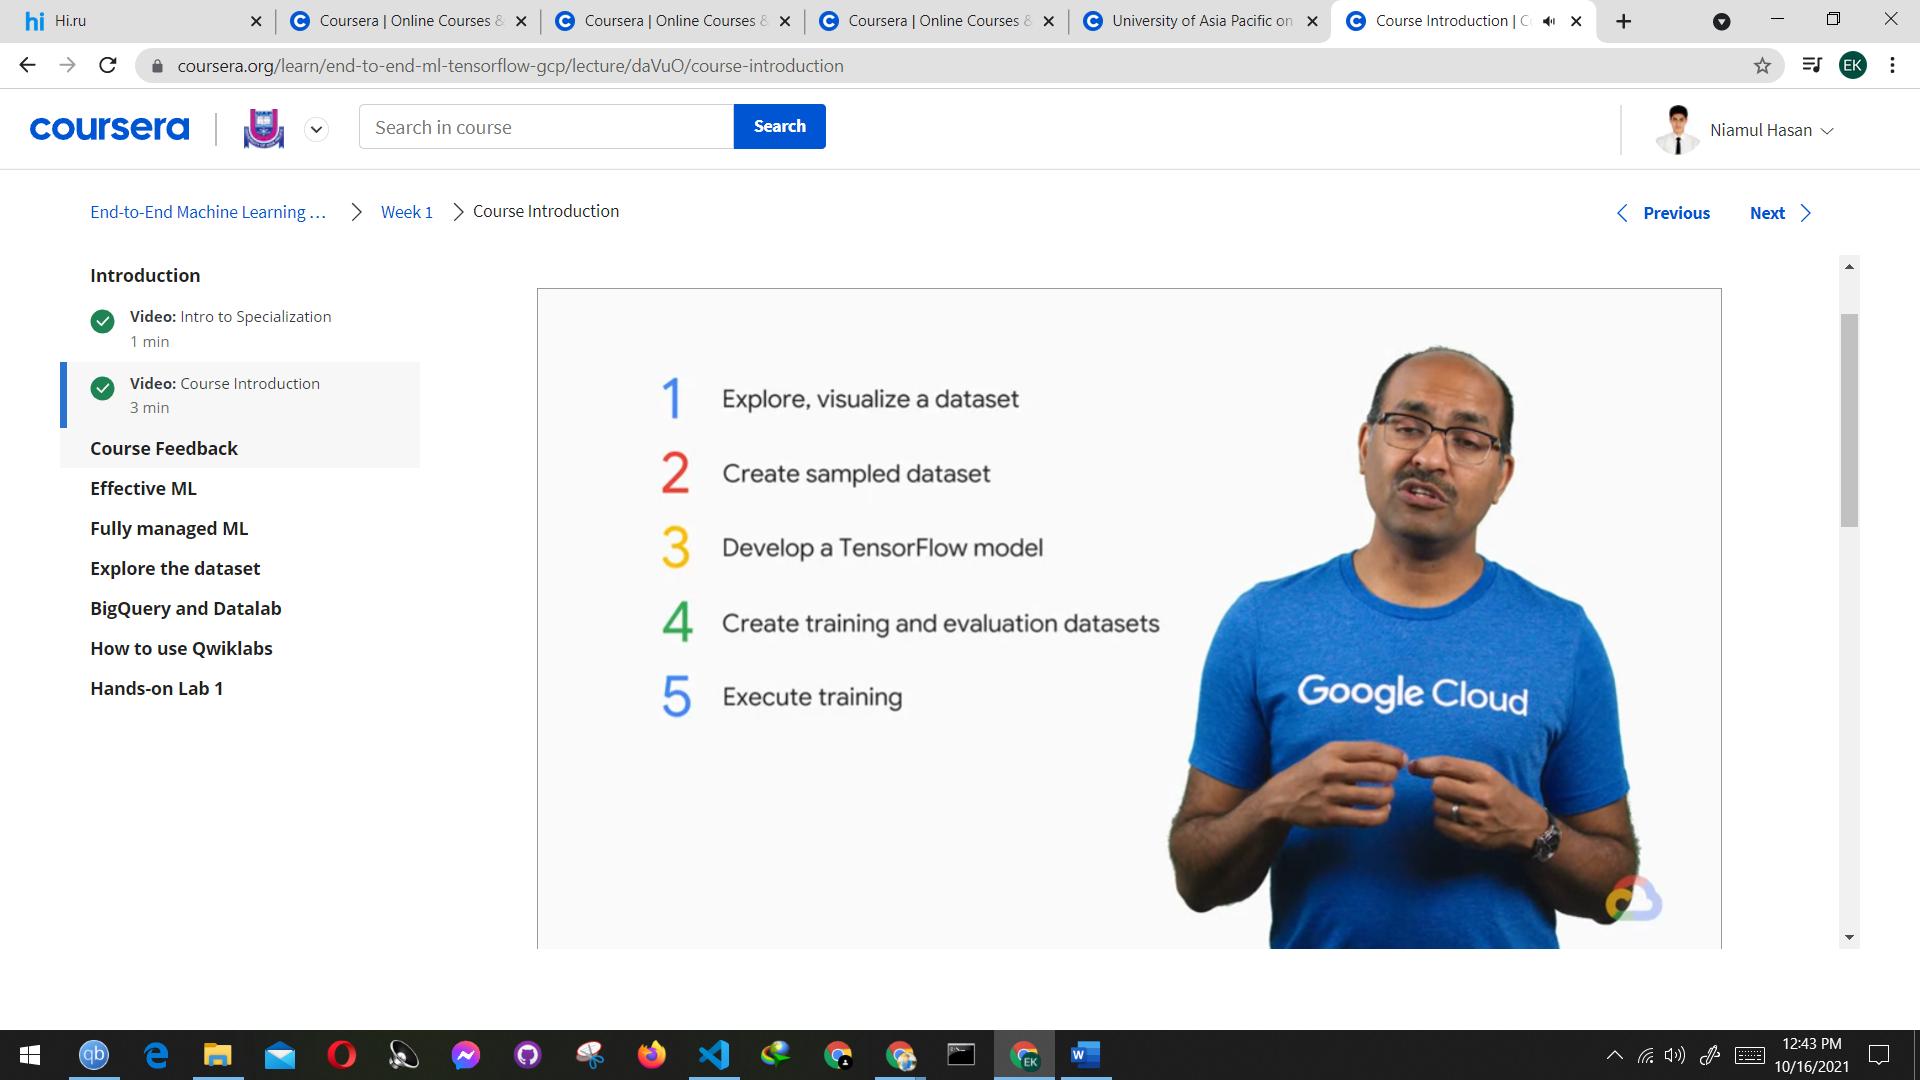 hi Hi.ru
Coursera | Online Courses &
Coursera | Online Courses &
Coursera | Online Courses &
University of Asia Pacific on
Course Introduction | C
coursera.org/learn/end-to-end-ml-tensorflow-gcp/lecture/daVuO/course-introduction
EK
coursera
Search in course
Search
Niamul Hasan
End-to-End Machine Learning ...
Week 1
Course Introduction
Previous
Next
Introduction
Video: Intro to Specialization
1 min
Video: Course Introduction
3 min
Course Feedback
Effective ML
Fully managed ML
Explore the dataset
BigQuery and Datalab
How to use Qwiklabs
Hands-on Lab 1
1 Explore, visualize a dataset
2 Create sampled dataset
3 Develop a TensorFlow model
4 Create training and evaluation datasets
5 Execute training
Google Cloud
qb
EK
12:43 PM
10/16/2021